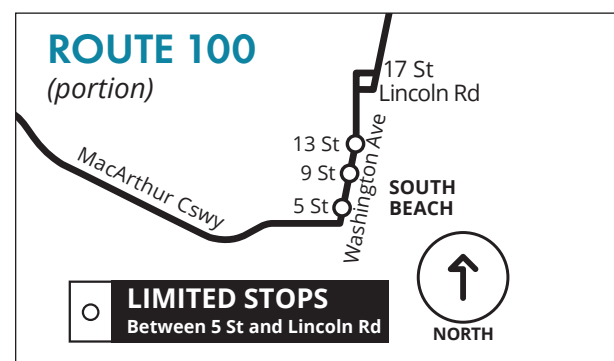 ROUTE 100
(portion)
17 St
Lincoln Rd
13 St
9 St
5 St
Washington Ave
MacArthur Cswy
SOUTH
BEACH
LIMITED STOPS
Between 5 St and Lincoln Rd
NORTH